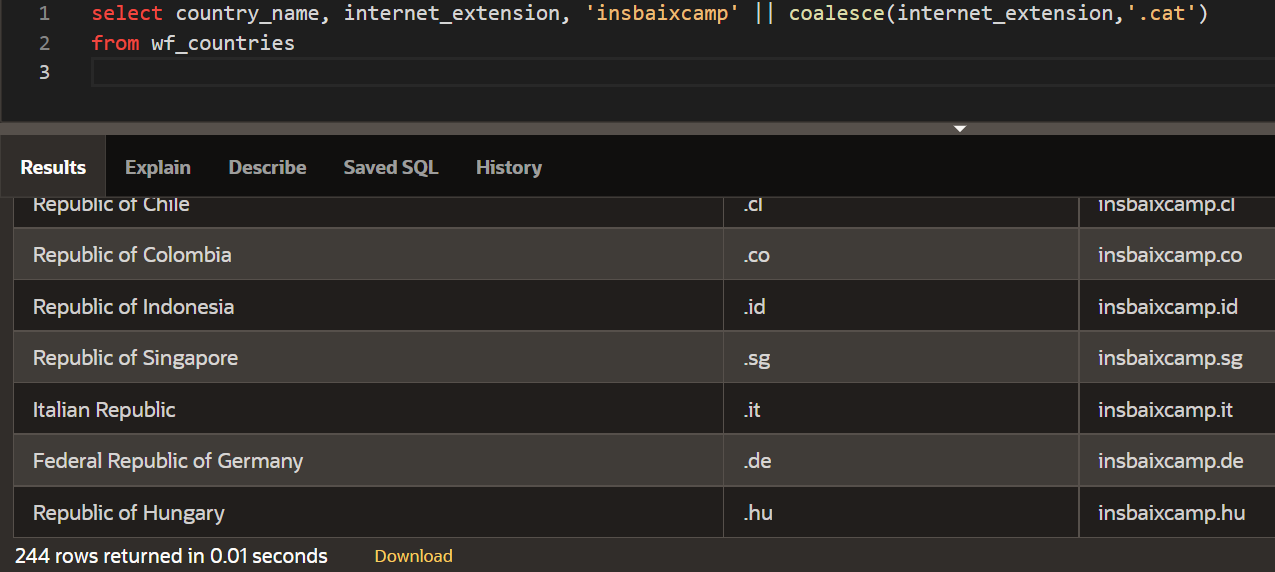 1 select country_name, internet_extension, 'insbaixcamp' || coalesce(internet_extension,'.cat')
2 from wf_countries
3
Results Explain Describe Saved SQL History
Republic of Chile .cl insbaixcamp.cl
Republic of Colombia .co insbaixcamp.co
Republic of Indonesia .id insbaixcamp.id
Republic of Singapore .sg insbaixcamp.sg
Italian Republic .it insbaixcamp.it
Federal Republic of Germany .de insbaixcamp.de
Republic of Hungary .hu insbaixcamp.hu
244 rows returned in 0.01 seconds Download